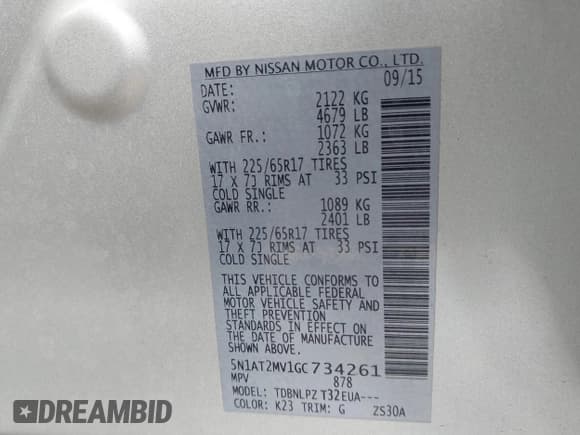 MFD BY NISSAN MOTOR CO., LTD.
DATE: 09/15
GVWR: 2122 KG
4679 LB
GAWR FR.: 1072 KG
2363 LB
WITH 225/65R17 TIRES
17 X 7J RIMS AT 33 PSI
COLD SINGLE
GAWR RR.: 1089 KG
2401 LB
WITH 225/65R17 TIRES
17 X 7J RIMS AT 33 PSI
COLD SINGLE
THIS VEHICLE CONFORMS TO
ALL APPLICABLE FEDERAL
MOTOR VEHICLE SAFETY AND
THEFT PREVENTION
STANDARDS IN EFFECT ON
THE DATE OF MANUFACTURE
SHOWN ABOVE.
5N1AT2MV1GC734261
MPV 878
MODEL: TDBNLPZ T32EUA---
COLOR: K23 TRIM: G ZS30A
DREAMBID